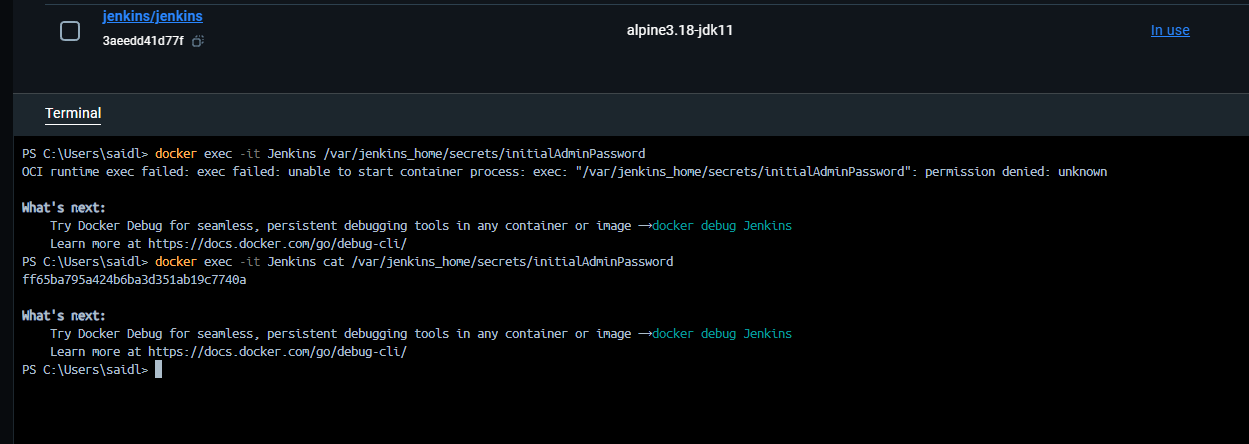 jenkins/jenkins
3aeedd41d77f
alpine3.18-jdk11
In use
Terminal
PS C:\Users\saidl> docker exec -it Jenkins /var/jenkins_home/secrets/initialAdminPassword
OCI runtime exec failed: exec failed: unable to start container process: exec: "/var/jenkins_home/secrets/initialAdminPassword": permission denied: unknown
What's next:
Try Docker Debug for seamless, persistent debugging tools in any container or image →docker debug Jenkins
Learn more at https://docs.docker.com/go/debug-cli/
PS C:\Users\saidl> docker exec -it Jenkins cat /var/jenkins_home/secrets/initialAdminPassword
ff65ba795a424b6ba3d351ab19c7740a
What's next:
Try Docker Debug for seamless, persistent debugging tools in any container or image →docker debug Jenkins
Learn more at https://docs.docker.com/go/debug-cli/
PS C:\Users\saidl>